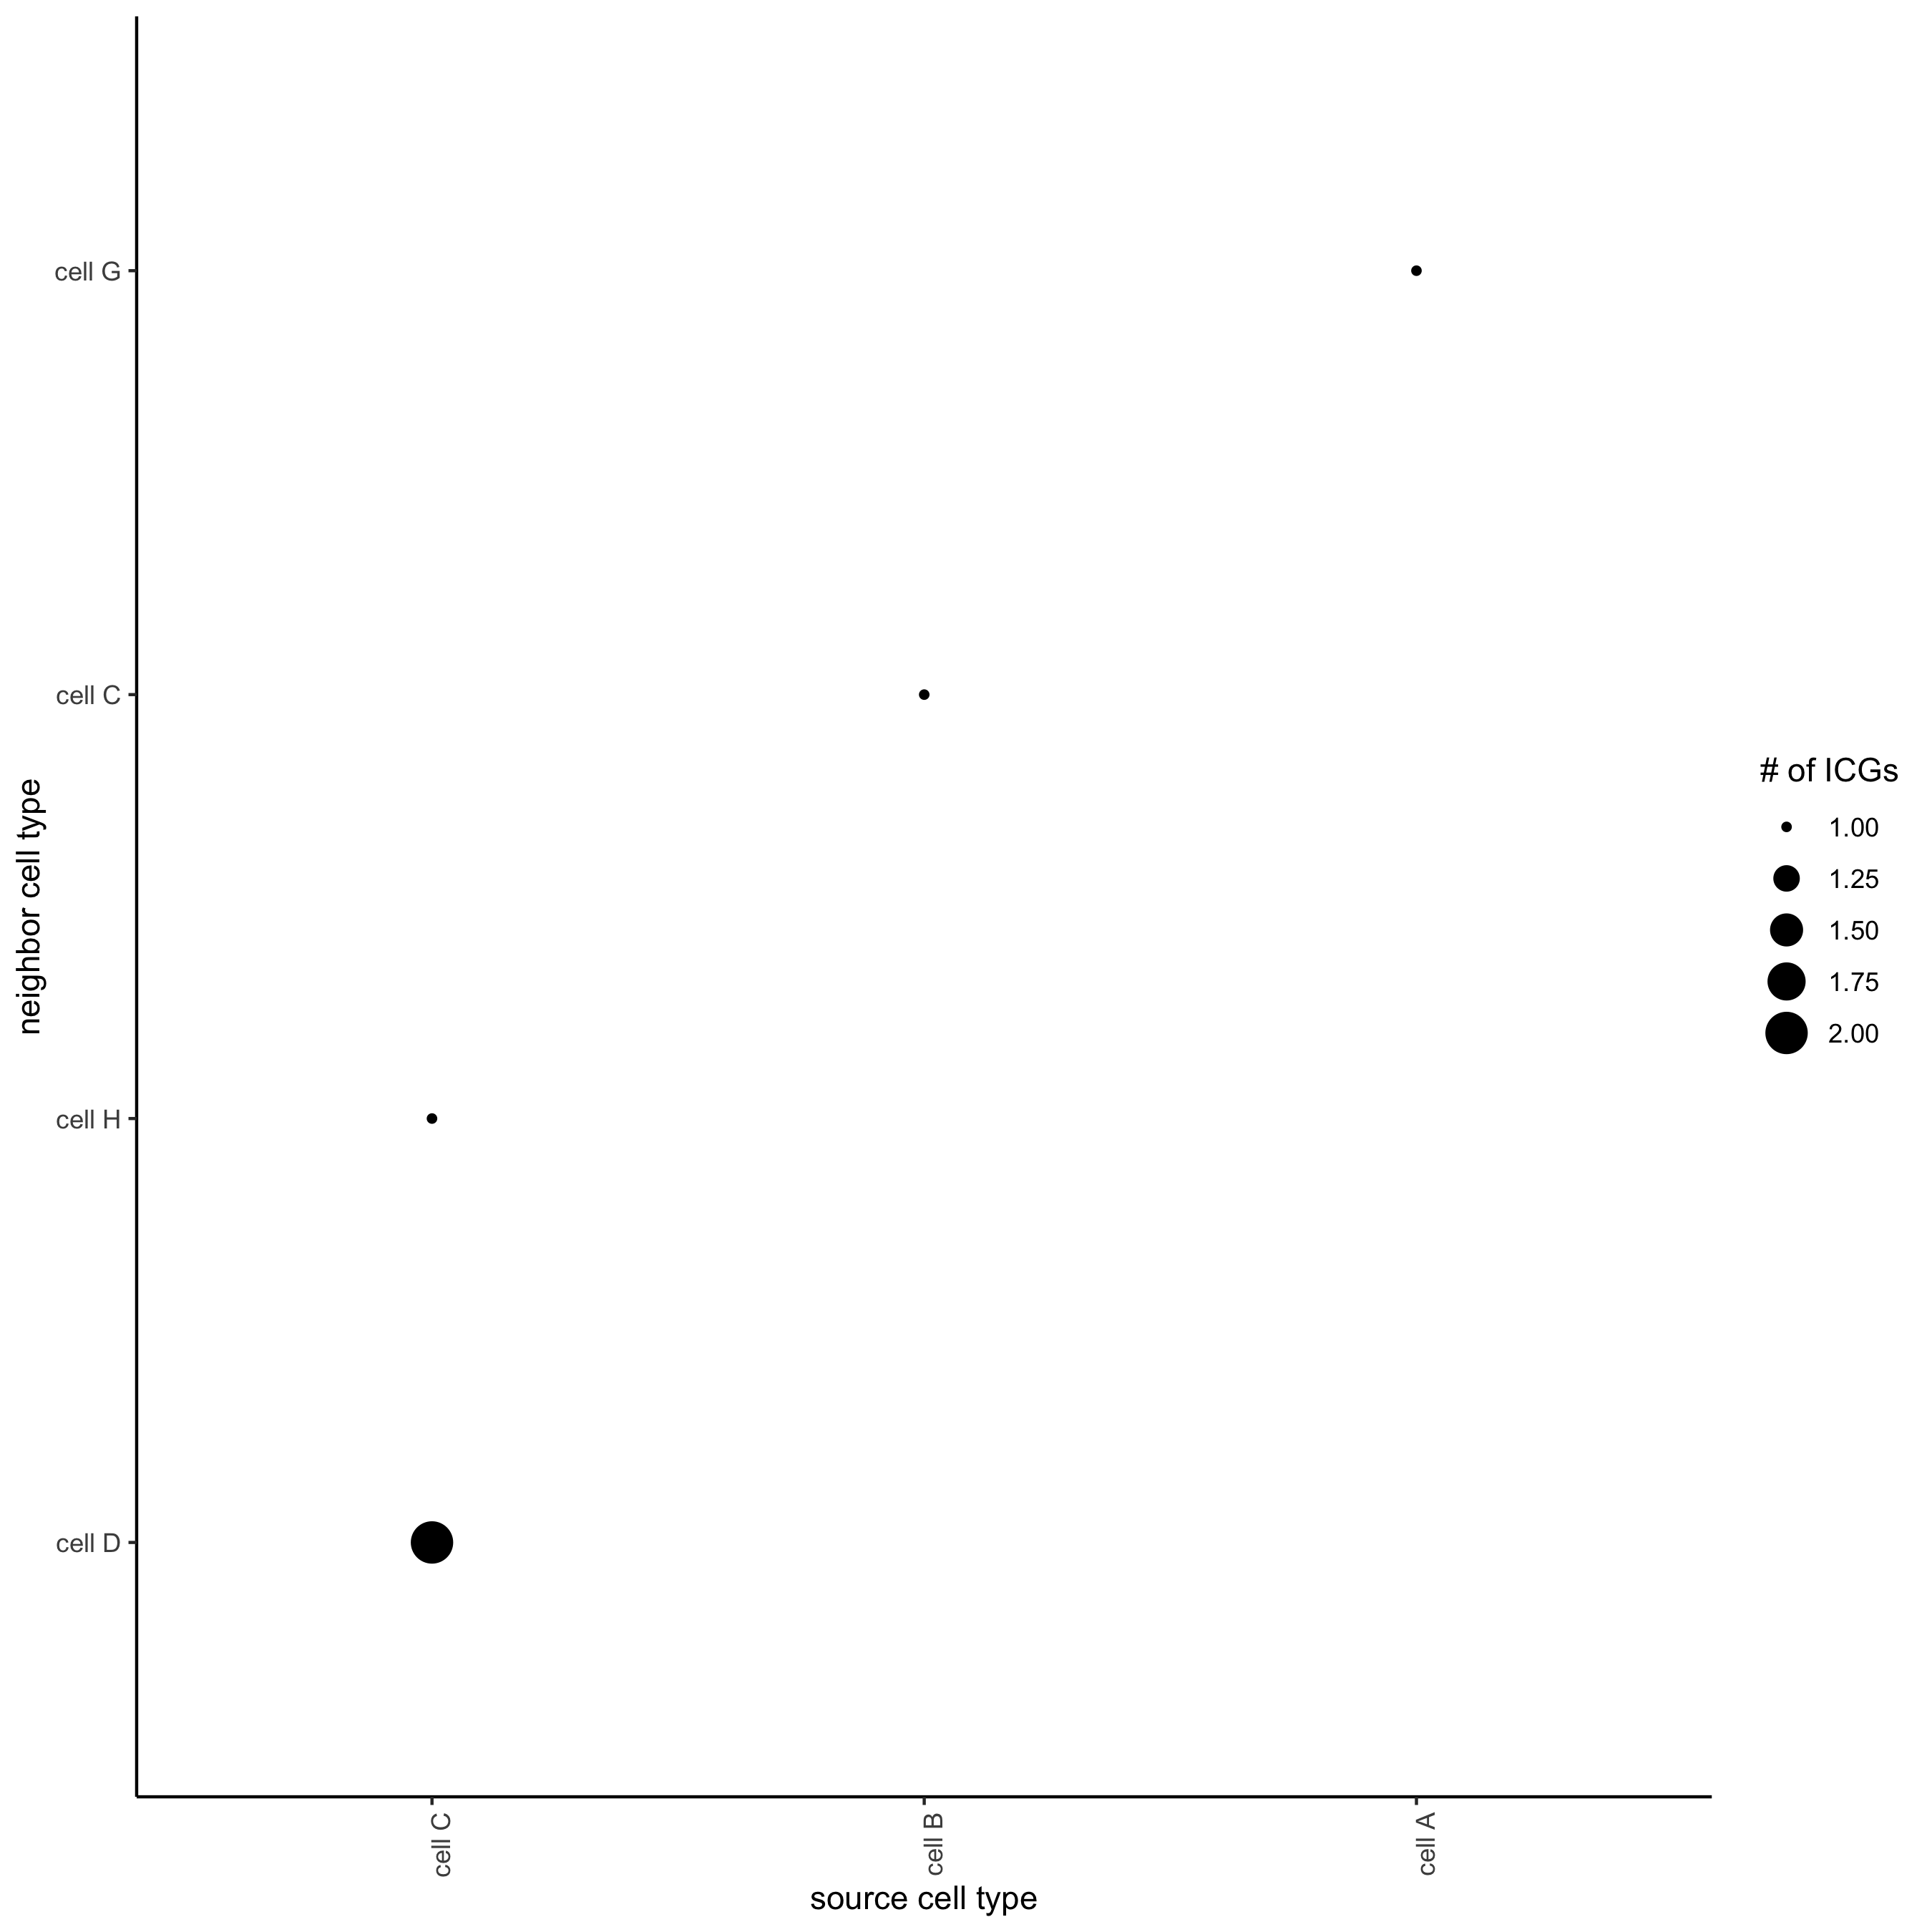 cell G
cell C
cell H
cell D
neighbor cell type
cell C
cell B
cell A
source cell type
# of ICGs
1.00
1.25
1.50
1.75
2.00